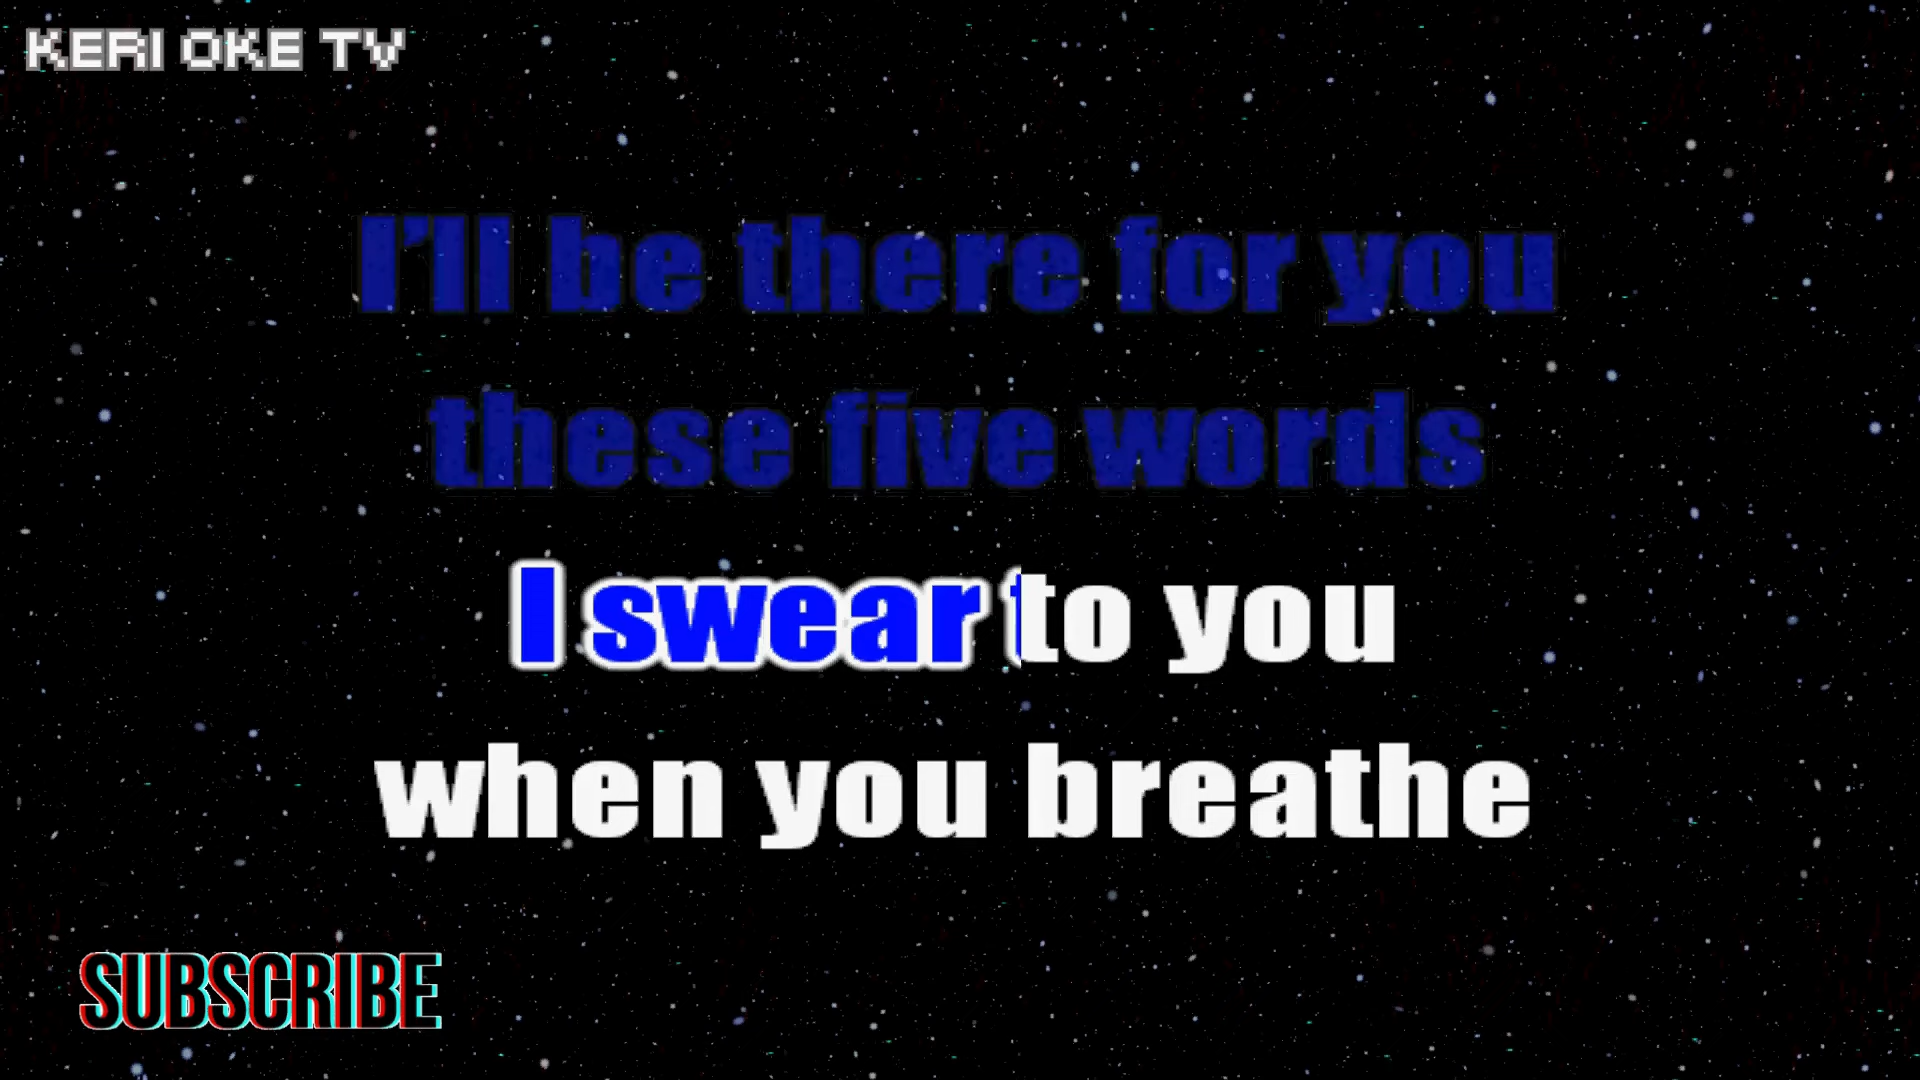 KERI OKE TV
I'll be there for you
these five words
I swear to you
when you breathe
SUBSCRIBE